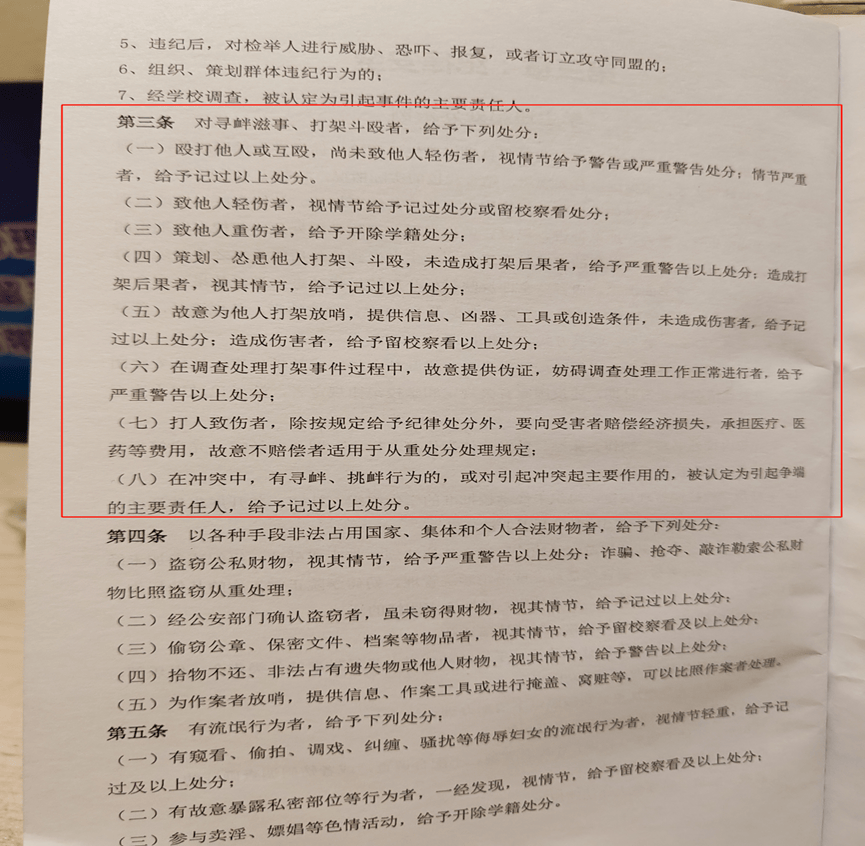 5、违纪后，对检举人进行威胁、恐吓、报复，或者订立攻守同盟的；
6、组织、策划群体违纪行为的；
7、经学校调查，被认定为引起事件的主要责任人。
第三条 对寻衅滋事、打架斗殴者，给予下列处分：
（一）殴打他人或互殴，尚未致他人轻伤者，视情节给予警告或严重警告处分；情节严重
者，给予记过以上处分。
（二）致他人轻伤者，视情节给予记过处分或留校察看处分；
（三）致他人重伤者，给予开除学籍处分；
（四）策划、怂恿他人打架、斗殴，未造成打架后果者，给予严重警告以上处分；造成打
架后果者，视其情节，给予记过以上处分；
（五）故意为他人打架放哨，提供信息、凶器、工具或创造条件，未造成伤害者，给予记
过以上处分；造成伤害者，给予留校察看以上处分；
（六）在调查处理打架事件过程中，故意提供伪证，妨碍调查处理工作正常进行者，给予
严重警告以上处分；
（七）打人致伤者，除按规定给予纪律处分外，要向受害者赔偿经济损失，承担医疗、医
药等费用，故意不赔偿者适用于从重处分处理规定；
（八）在冲突中，有寻衅、挑衅行为的，或对引起冲突起主要作用的，被认定为引起争端
的主要责任人，给予记过以上处分。
第四条 以各种手段非法占用国家、集体和个人合法财物者，给予下列处分：
（一）盗窃公私财物，视其情节，给予严重警告以上处分；诈骗、抢夺、敲诈勒索公私财
物比照盗窃从重处理；
（二）经公安部门确认盗窃者，虽未窃得财物，视其情节，给予记过以上处分；
（三）偷窃公章、保密文件、档案等物品者，视其情节，给予留校察看及以上处分；
（四）拾物不还、非法占有遗失物或他人财物，视其情节，给予警告以上处分；
（五）为作案者放哨，提供信息、作案工具或进行掩盖、窝赃等，可以比照作案者处理。
第五条 有流氓行为者，给予下列处分：
（一）有窥看、偷拍、调戏、纠缠、骚扰等侮辱妇女的流氓行为者，视情节轻重，给予记
过及以上处分；
（二）有故意暴露私密部位等行为者，一经发现，视情节，给予留校察看及以上处分；
（三）参与卖淫、嫖娼等色情活动，给予开除学籍处分。